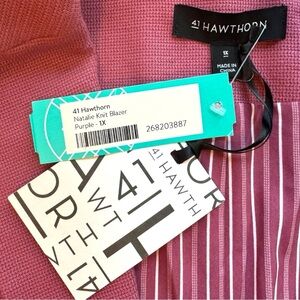 41 HAWTHORN
1X
MADE IN
CHINA
41 Hawthorn
Natalie Knit Blazer
Purple - 1X
268203887
41 HAWTH